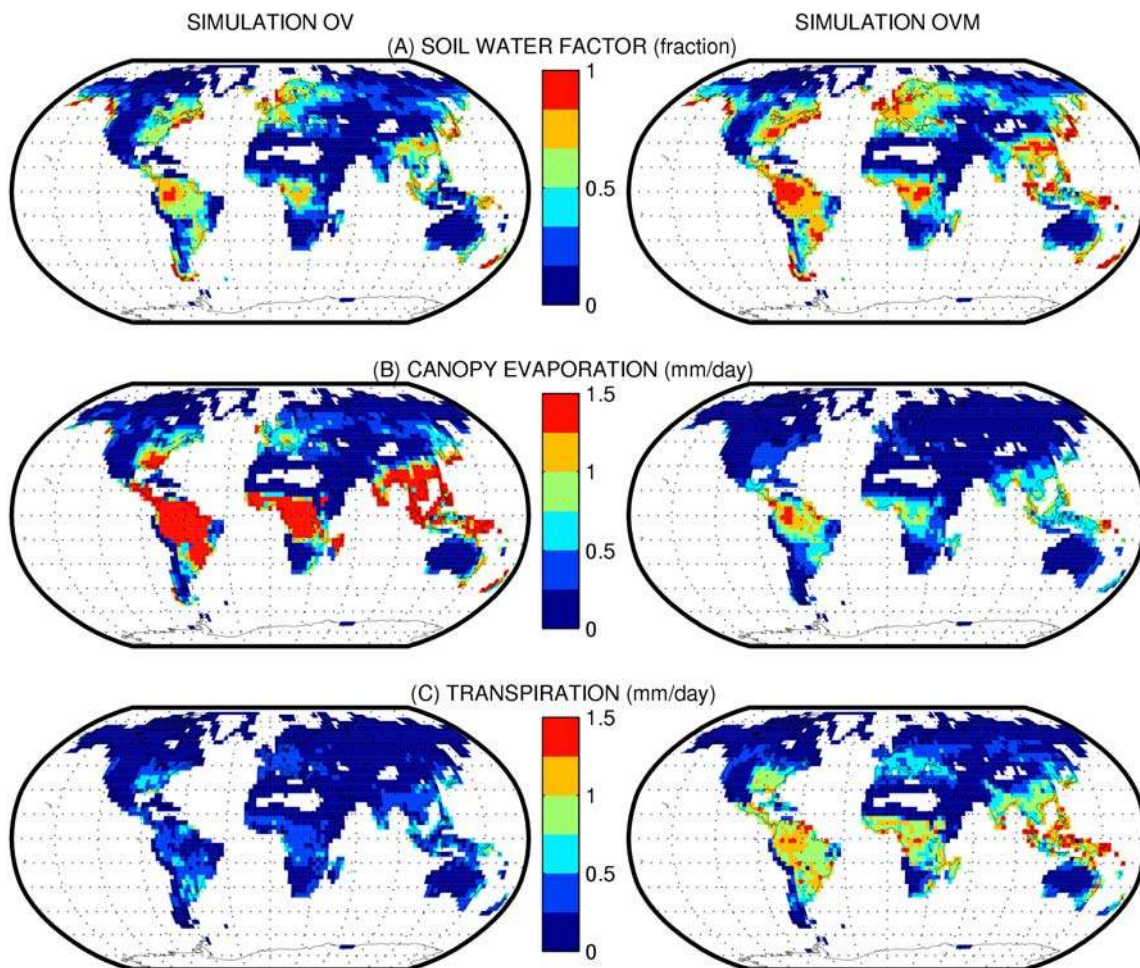 SIMULATION OV
SIMULATION OVM
(A) SOIL WATER FACTOR (fraction)
1
0.5
0
(B) CANOPY EVAPORATION (mm/day)
1.5
1
0.5
0
(C) TRANSPIRATION (mm/day)
1.5
1
0.5
0